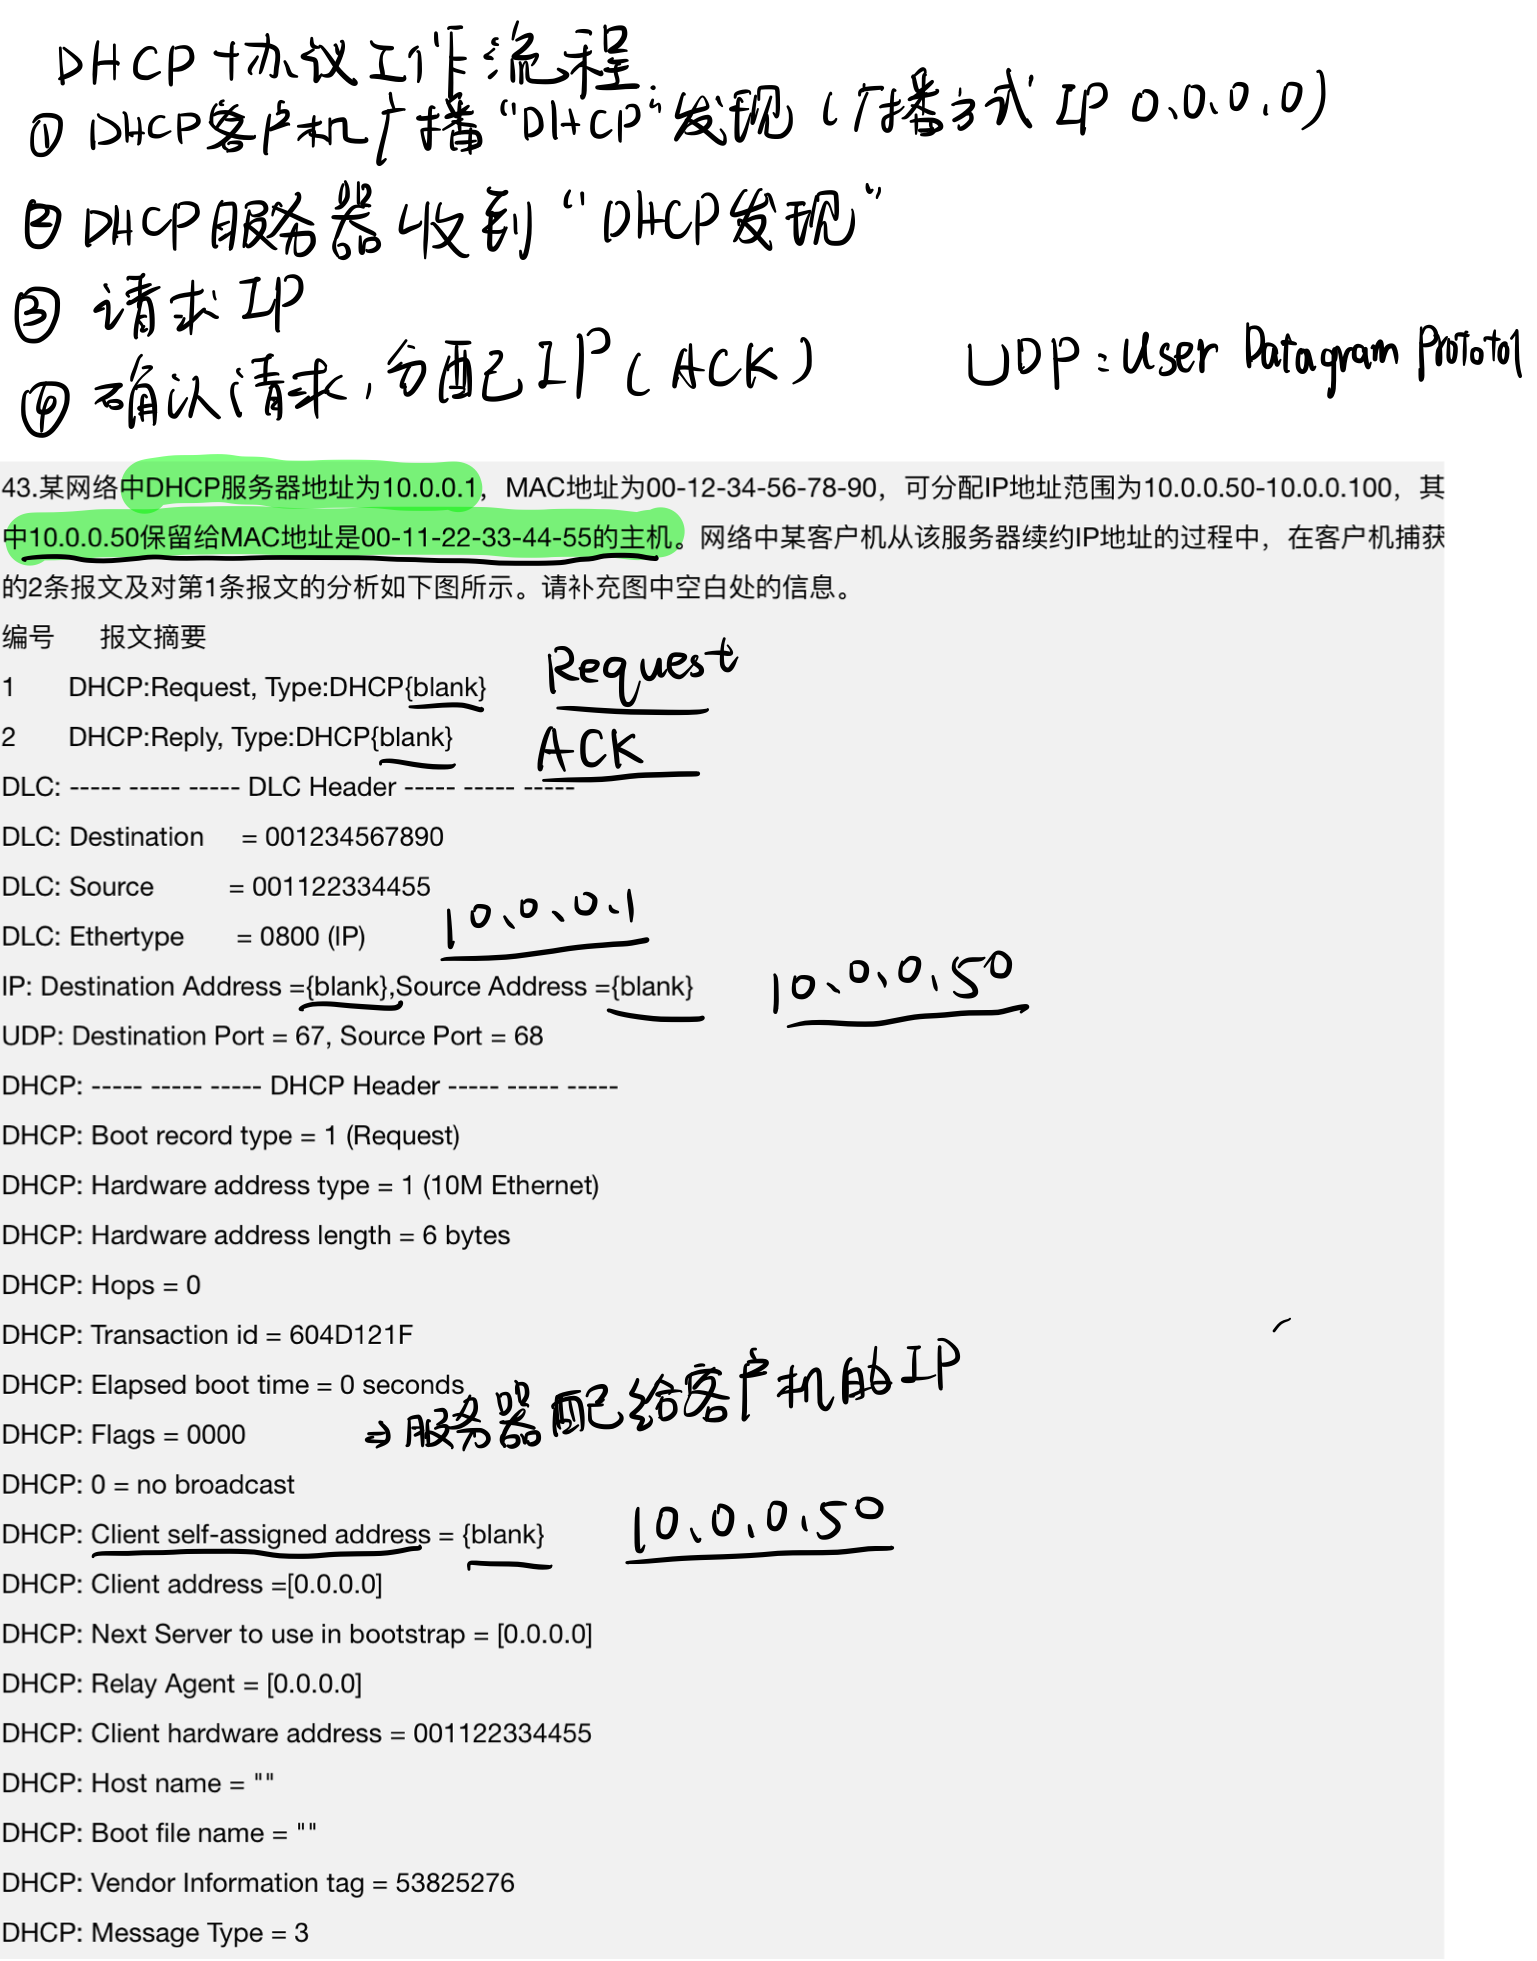 DHCP 协议工作流程
① DHCP客户机广播“DHCP”发现（广播方式 IP 0.0.0.0）
② DHCP服务器收到“DHCP发现”
③ 请求IP
④ 确认请求，分配IP（ACK）
UDP：User Datagram Prototol
43.某网络中DHCP服务器地址为10.0.0.1，MAC地址为00-12-34-56-78-90，可分配IP地址范围为10.0.0.50-10.0.0.100，其
中10.0.0.50保留给MAC地址是00-11-22-33-44-55的主机。网络中某客户机从该服务器续约IP地址的过程中，在客户机捕获
的2条报文及对第1条报文的分析如下图所示。请补充图中空白处的信息。
编号 报文摘要
1 DHCP:Request, Type:DHCP{blank} Request
2 DHCP:Reply, Type:DHCP{blank} ACK
DLC: ----- ----- ----- DLC Header ----- ----- -----
DLC: Destination = 001234567890
DLC: Source = 001122334455
DLC: Ethertype = 0800 (IP) 10.0.0.1
IP: Destination Address ={blank},Source Address ={blank} 10.0.0.50
UDP: Destination Port = 67, Source Port = 68
DHCP: ----- ----- ----- DHCP Header ----- ----- -----
DHCP: Boot record type = 1 (Request)
DHCP: Hardware address type = 1 (10M Ethernet)
DHCP: Hardware address length = 6 bytes
DHCP: Hops = 0
DHCP: Transaction id = 604D121F
DHCP: Elapsed boot time = 0 seconds
DHCP: Flags = 0000 ⇒ 服务器配给客户机的IP
DHCP: 0 = no broadcast
DHCP: Client self-assigned address = {blank} 10.0.0.50
DHCP: Client address =[0.0.0.0]
DHCP: Next Server to use in bootstrap = [0.0.0.0]
DHCP: Relay Agent = [0.0.0.0]
DHCP: Client hardware address = 001122334455
DHCP: Host name = ""
DHCP: Boot file name = ""
DHCP: Vendor Information tag = 53825276
DHCP: Message Type = 3